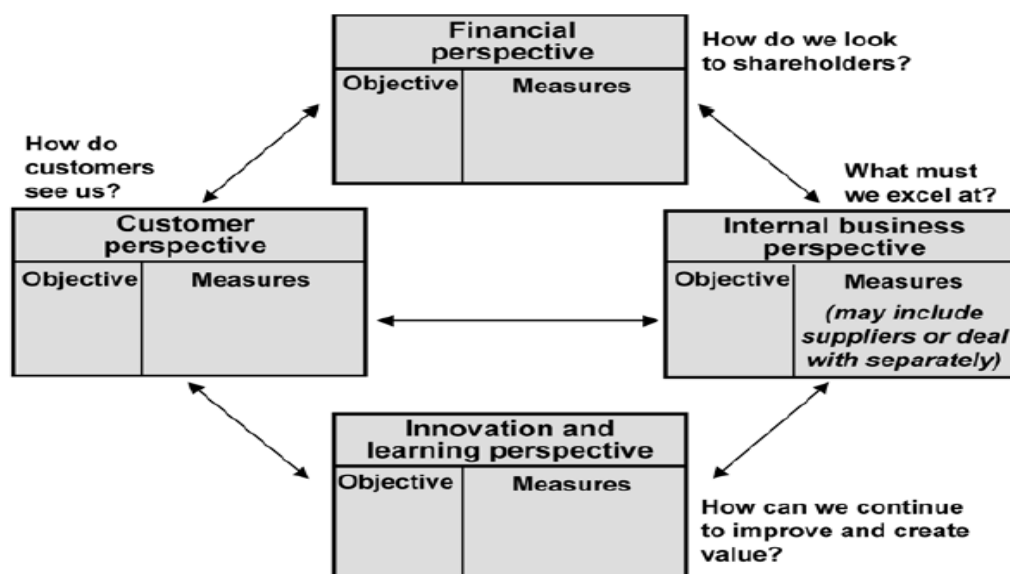 Financial
perspective
Objective
Measures
How do we look
to shareholders?
How do
customers
see us?
What must
we excel at?
Customer
perspective
Objective
Measures
Internal business
perspective
Objective
Measures
(may include
suppliers or deal
with separately)
Innovation and
learning perspective
Objective
Measures
How can we continue
to improve and create
value?